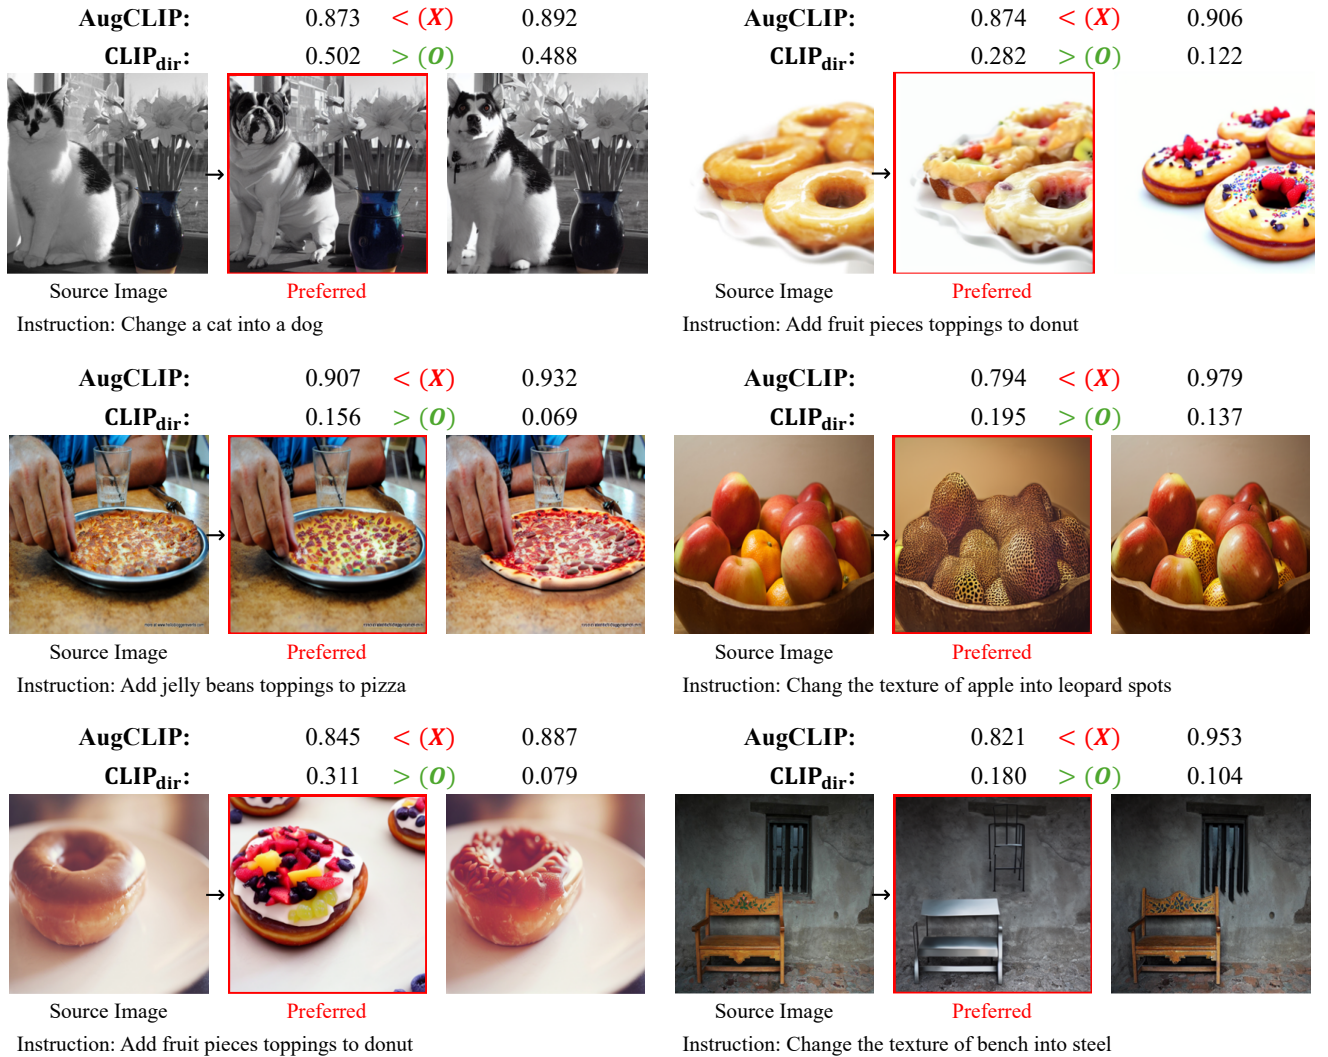 AugCLIP: 0.873 < (X) 0.892
CLIPdir: 0.502 > (O) 0.488
→
Source Image Preferred
Instruction: Change a cat into a dog
AugCLIP: 0.874 < (X) 0.906
CLIPdir: 0.282 > (O) 0.122
→
Source Image Preferred
Instruction: Add fruit pieces toppings to donut
AugCLIP: 0.907 < (X) 0.932
CLIPdir: 0.156 > (O) 0.069
→
Source Image Preferred
Instruction: Add jelly beans toppings to pizza
AugCLIP: 0.794 < (X) 0.979
CLIPdir: 0.195 > (O) 0.137
→
Source Image Preferred
Instruction: Chang the texture of apple into leopard spots
AugCLIP: 0.845 < (X) 0.887
CLIPdir: 0.311 > (O) 0.079
→
Source Image Preferred
Instruction: Add fruit pieces toppings to donut
AugCLIP: 0.821 < (X) 0.953
CLIPdir: 0.180 > (O) 0.104
→
Source Image Preferred
Instruction: Change the texture of bench into steel